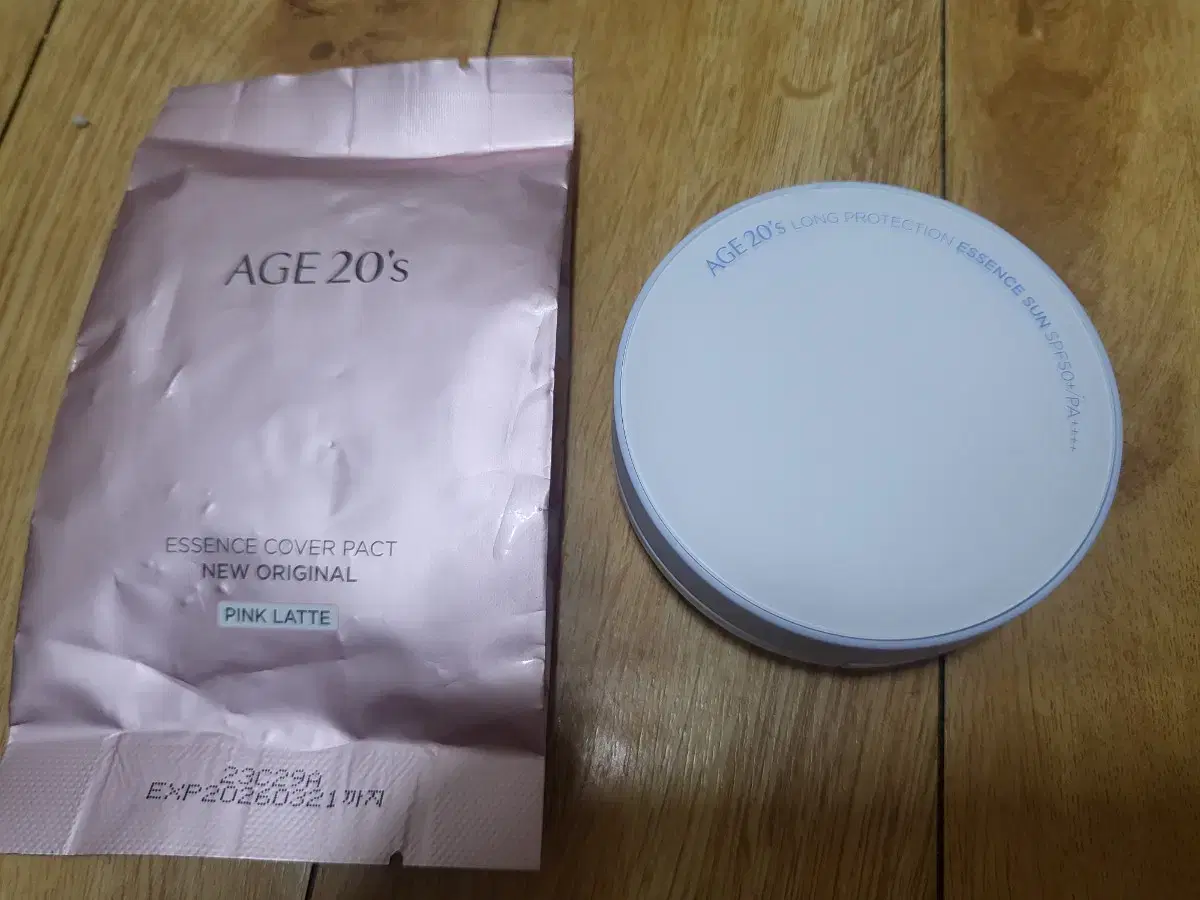 AGE 20's
ESSENCE COVER PACT
NEW ORIGINAL
PINK LATTE
23C29A
EXP20260321까지
AGE 20's LONG PROTECTION ESSENCE SUN SPF50+/PA++++